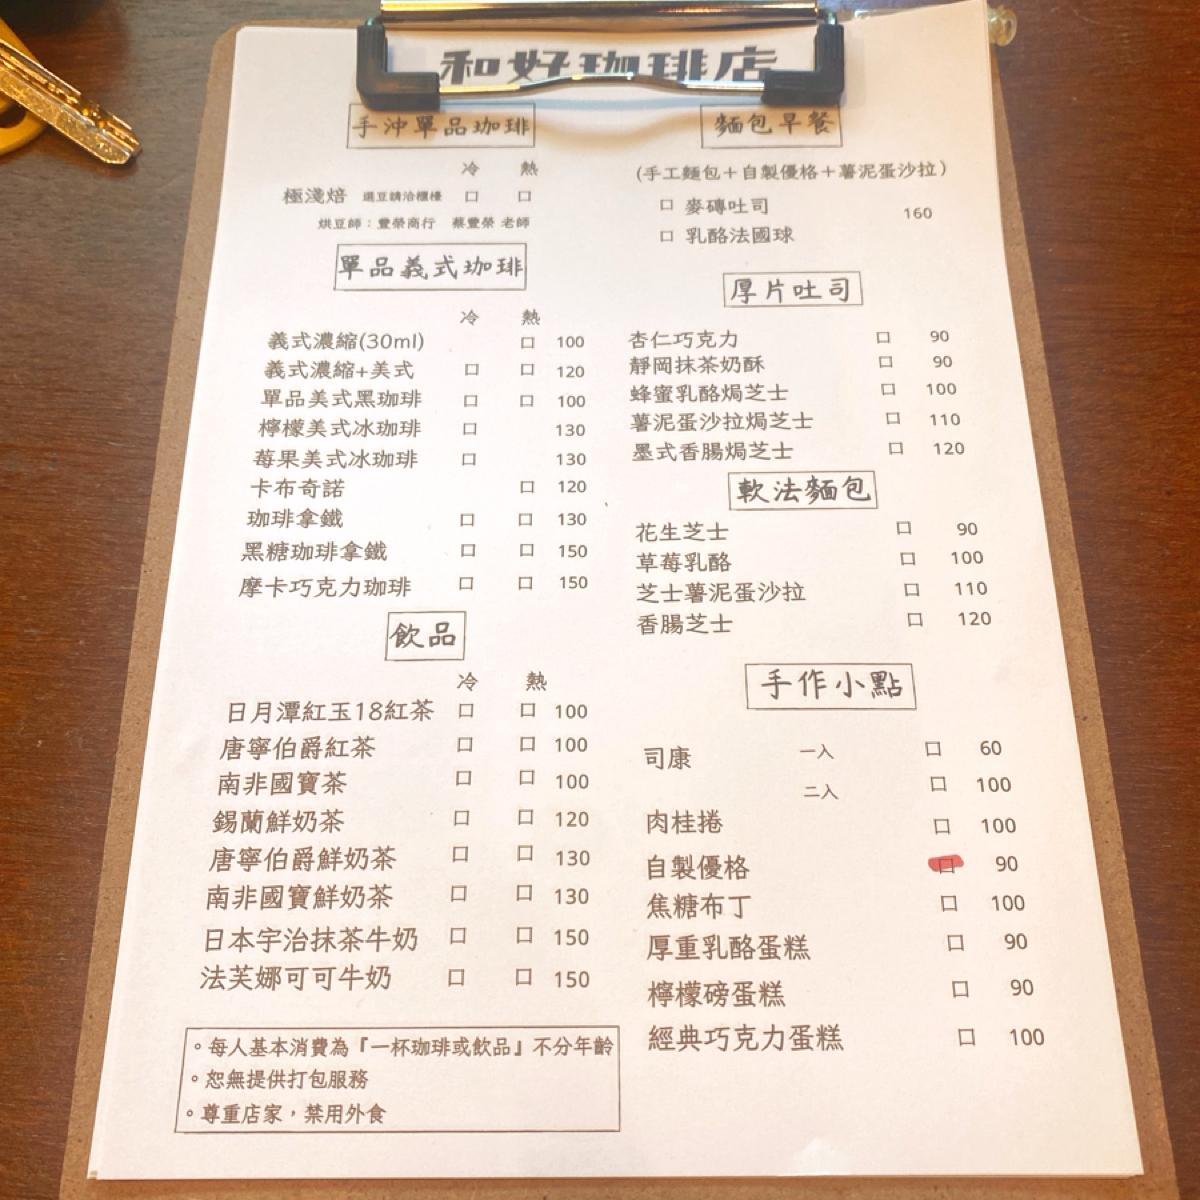 和好珈琲店
手沖單品珈琲
冷 熱
極淺焙 選豆請洽櫃檯 口 口
烘豆師：豐榮商行 蔡豐榮 老師
單品義式珈琲
冷 熱
義式濃縮(30ml) 口 100
義式濃縮+美式 口 口 120
單品美式黑珈琲 口 口 100
檸檬美式冰珈琲 口 130
莓果美式冰珈琲 口 130
卡布奇諾 口 120
珈琲拿鐵 口 口 130
黑糖珈琲拿鐵 口 口 150
摩卡巧克力珈琲 口 口 150
飲品
冷 熱
日月潭紅玉18紅茶 口 口 100
唐寧伯爵紅茶 口 口 100
南非國寶茶 口 口 100
錫蘭鮮奶茶 口 口 120
唐寧伯爵鮮奶茶 口 口 130
南非國寶鮮奶茶 口 口 130
日本宇治抹茶牛奶 口 口 150
法芙娜可可牛奶 口 口 150
。每人基本消費為『一杯珈琲或飲品』不分年齡
。恕無提供打包服務
。尊重店家，禁用外食
麵包早餐
(手工麵包+自製優格+薯泥蛋沙拉)
口 麥磚吐司 160
口 乳酪法國球
厚片吐司
杏仁巧克力 口 90
靜岡抹茶奶酥 口 90
蜂蜜乳酪焗芝士 口 100
薯泥蛋沙拉焗芝士 口 110
墨式香腸焗芝士 口 120
軟法麵包
花生芝士 口 90
草莓乳酪 口 100
芝士薯泥蛋沙拉 口 110
香腸芝士 口 120
手作小點
司康 一入 口 60
二入 口 100
肉桂捲 口 100
自製優格 口 90
焦糖布丁 口 100
厚重乳酪蛋糕 口 90
檸檬磅蛋糕 口 90
經典巧克力蛋糕 口 100